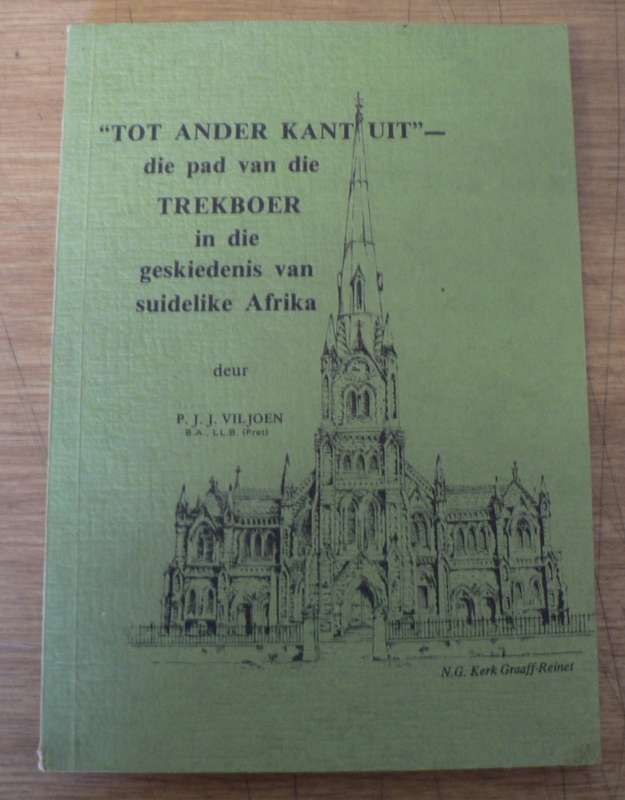 "TOT ANDER KANT UIT"—
die pad van die
TREKBOER
in die
geskiedenis van
suidelike Afrika
deur
P. J. J. VILJOEN
B.A., LL.B. (Pret)
N.G. Kerk Graaff-Reinet